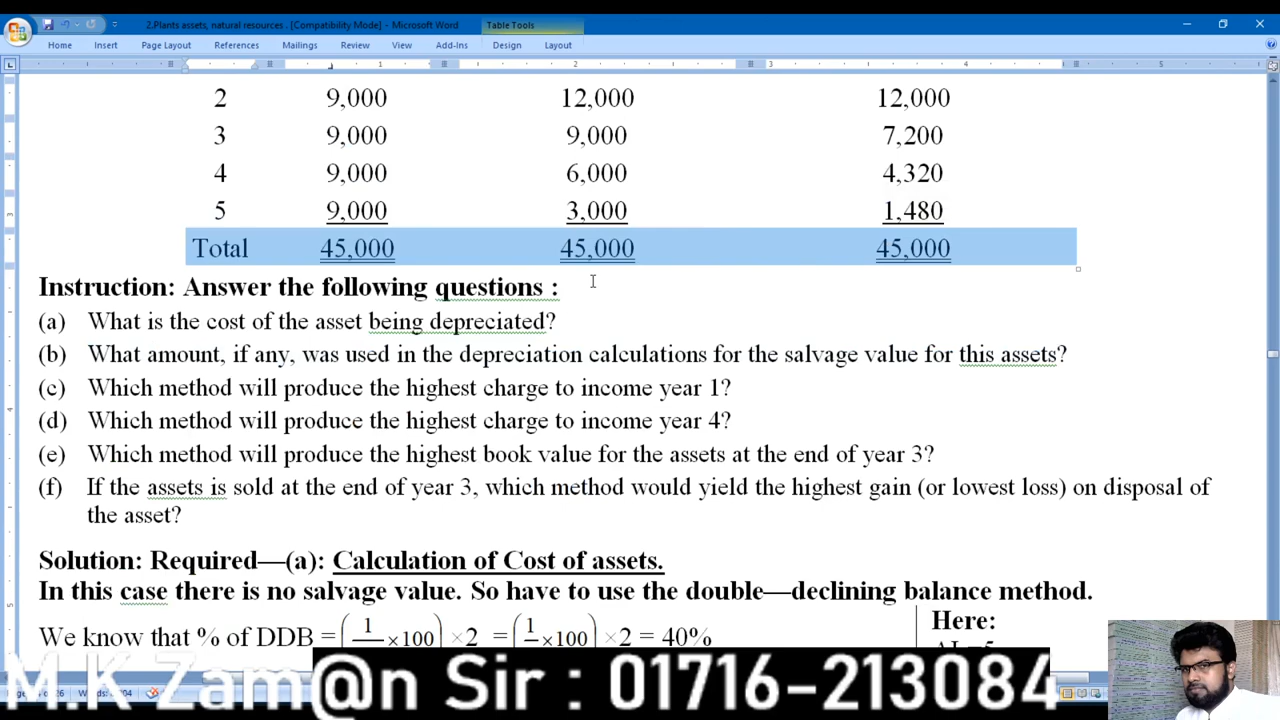 2.Plants assets, natural resources . [Compatibility Mode] - Microsoft Word
Table Tools
Home Insert Page Layout References Mailings Review View Add-Ins Design Layout
1 2 3 4 5
2 9,000 12,000 12,000
3 9,000 9,000 7,200
4 9,000 6,000 4,320
5 9,000 3,000 1,480
Total 45,000 45,000 45,000
Instruction: Answer the following questions :
(a) What is the cost of the asset being depreciated?
(b) What amount, if any, was used in the depreciation calculations for the salvage value for this assets?
(c) Which method will produce the highest charge to income year 1?
(d) Which method will produce the highest charge to income year 4?
(e) Which method will produce the highest book value for the assets at the end of year 3?
(f) If the assets is sold at the end of year 3, which method would yield the highest gain (or lowest loss) on disposal of
the asset?
Solution: Required—(a): Calculation of Cost of assets.
In this case there is no salvage value. So have to use the double—declining balance method.
Here:
We know that % of DDB = (1/ ×100) ×2 = (1/ ×100) ×2 = 40%
M.K Zam@n Sir : 01716-213084